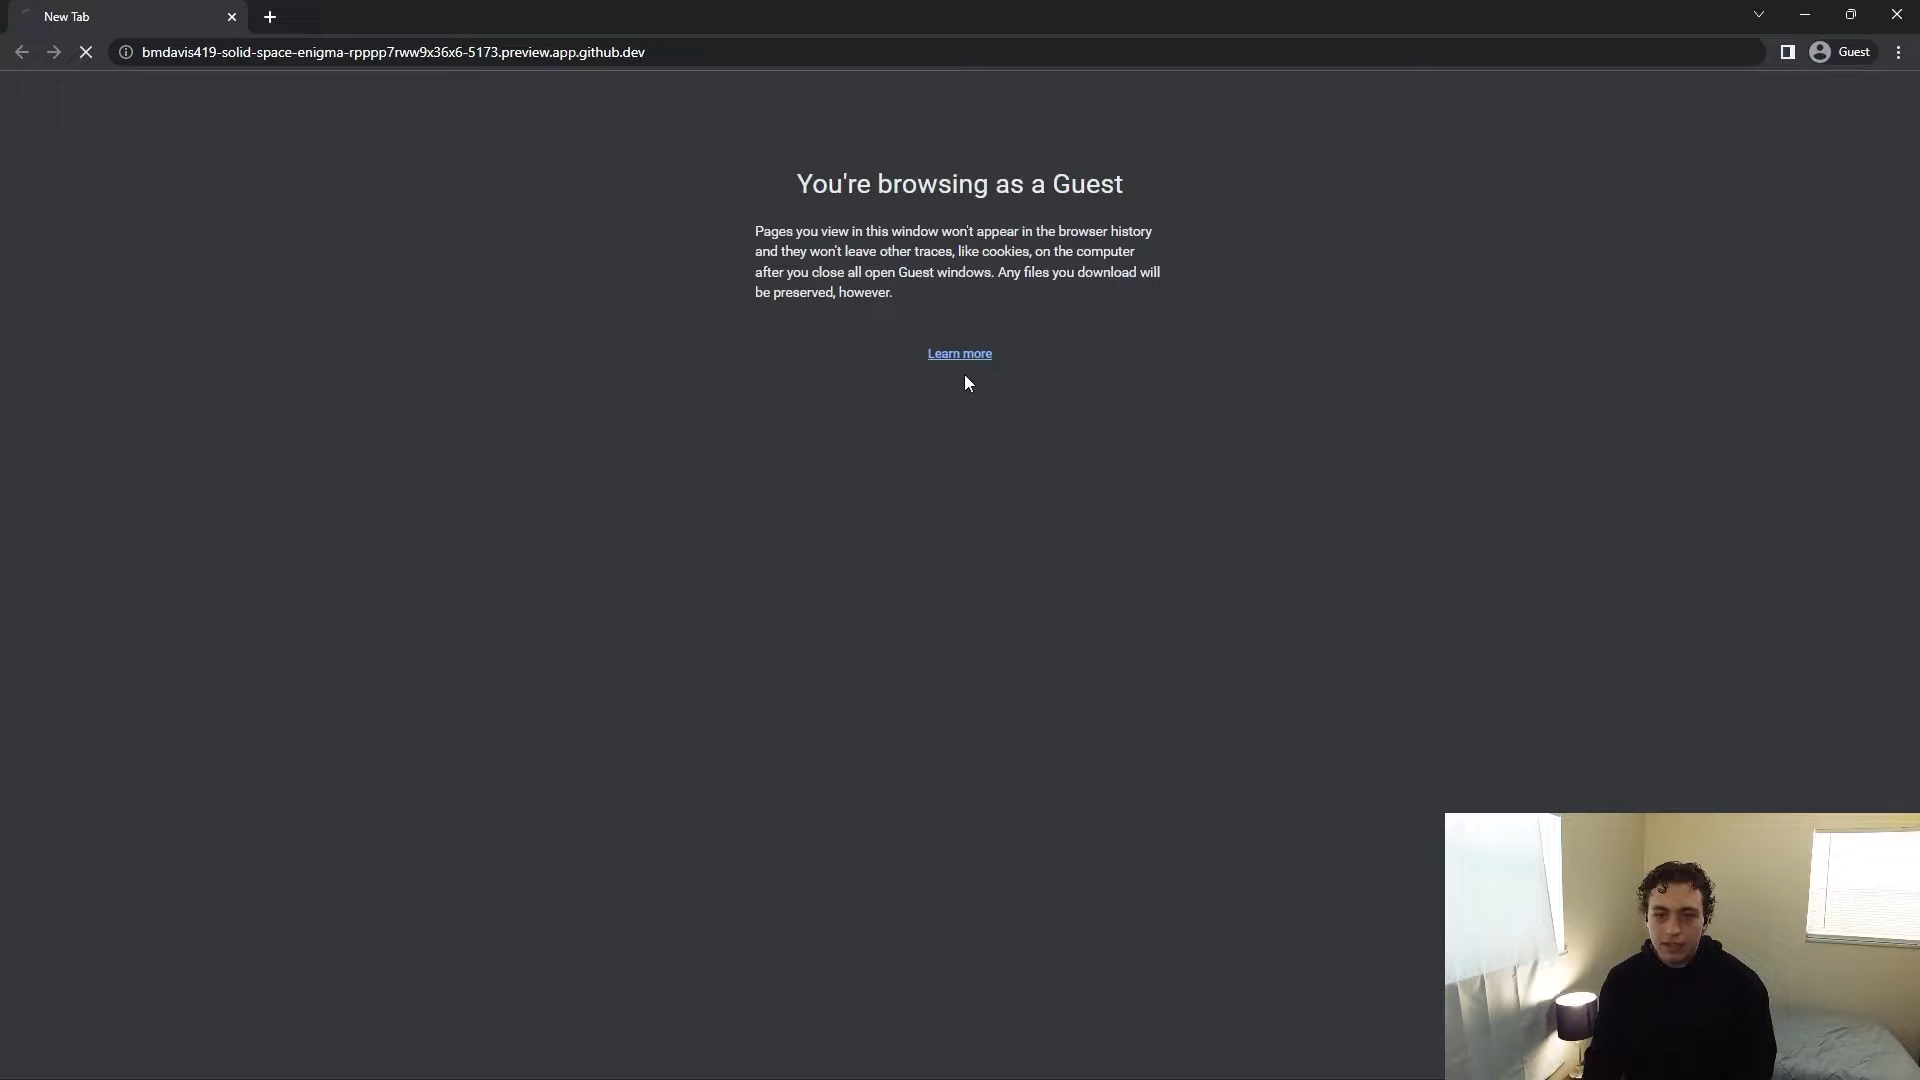 New Tab
bmdavis419-solid-space-enigma-rpppp7rww9x36x6-5173.preview.app.github.dev
Guest
You're browsing as a Guest
Pages you view in this window won't appear in the browser history
and they won't leave other traces, like cookies, on the computer
after you close all open Guest windows. Any files you download will
be preserved, however.
Learn more